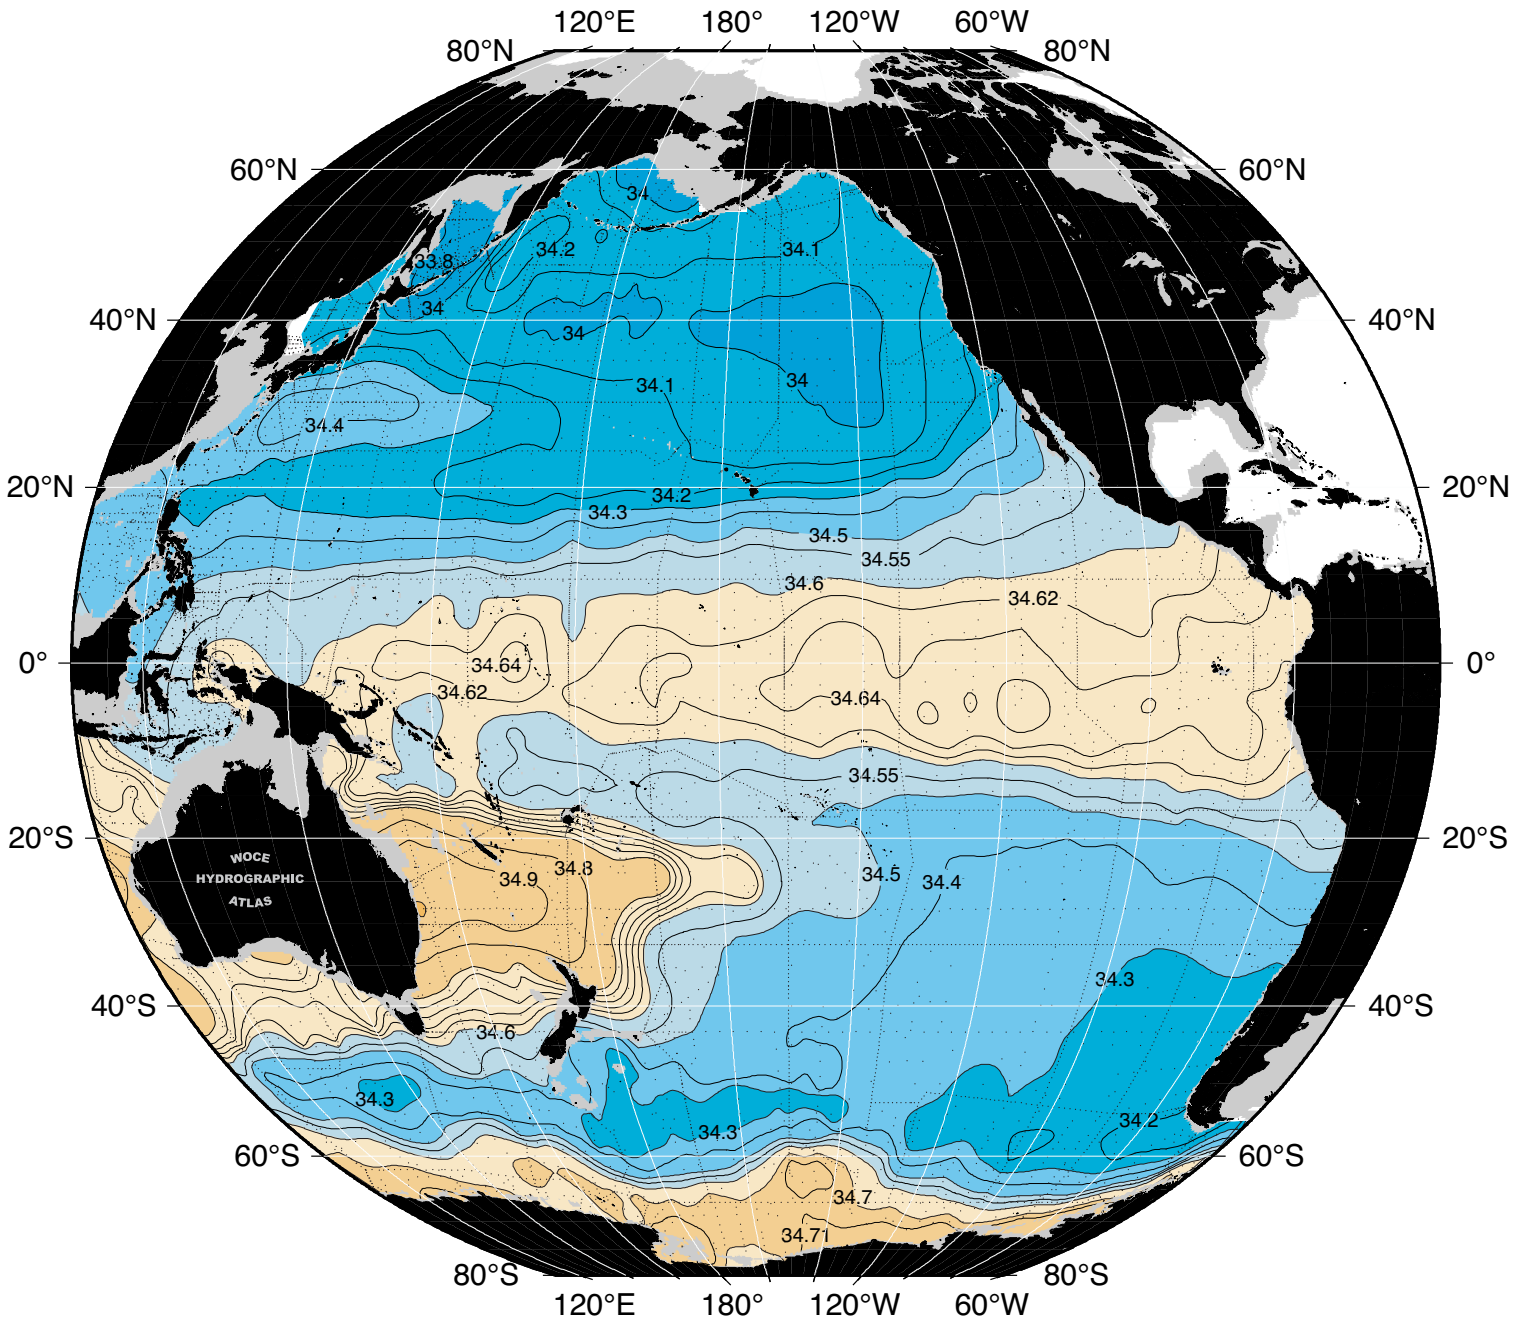 120°E 180° 120°W 60°W
80°N 80°N
60°N 60°N
34
34.2 34.1
33.8
34
40°N 40°N
34
34.1 34
34.4
20°N 20°N
34.2
34.3
34.5
34.55
34.6
34.62
0° 0°
34.64
34.62
34.64
34.55
20°S 20°S
WOCE
HYDROGRAPHIC
ATLAS
34.9 34.8
34.5 34.4
34.3
40°S 40°S
34.6
34.3
34.2
34.3
60°S 60°S
34.7
34.71
80°S 80°S
120°E 180° 120°W 60°W